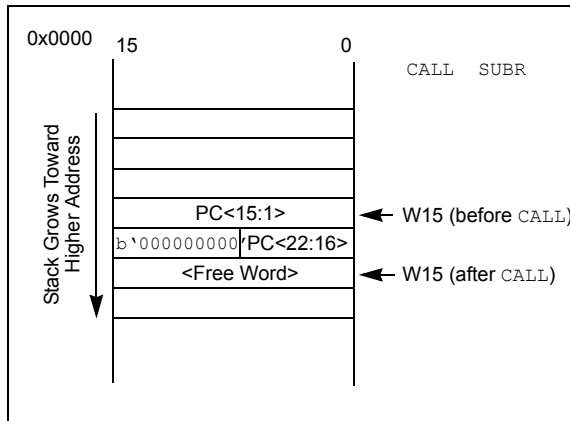 0x0000
15 0
CALL SUBR
Stack Grows Toward
Higher Address
PC<15:1>
W15 (before CALL)
b‘000000000’ PC<22:16>
<Free Word>
W15 (after CALL)